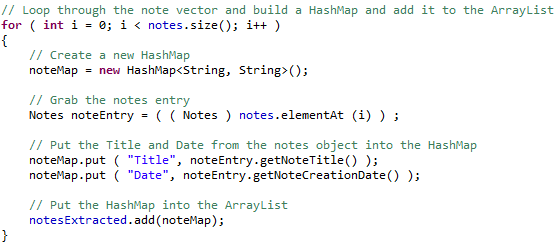 // Loop through the note vector and build a HashMap and add it to the ArrayList
for ( int i = 0; i < notes.size(); i++ )
{
    // Create a new HashMap
    noteMap = new HashMap<String, String>();

    // Grab the notes entry
    Notes noteEntry = ( ( Notes ) notes.elementAt (i) ) ;

    // Put the Title and Date from the notes object into the HashMap
    noteMap.put ( "Title", noteEntry.getNoteTitle() );
    noteMap.put ( "Date", noteEntry.getNoteCreationDate() );

    // Put the HashMap into the ArrayList
    notesExtracted.add(noteMap);
}